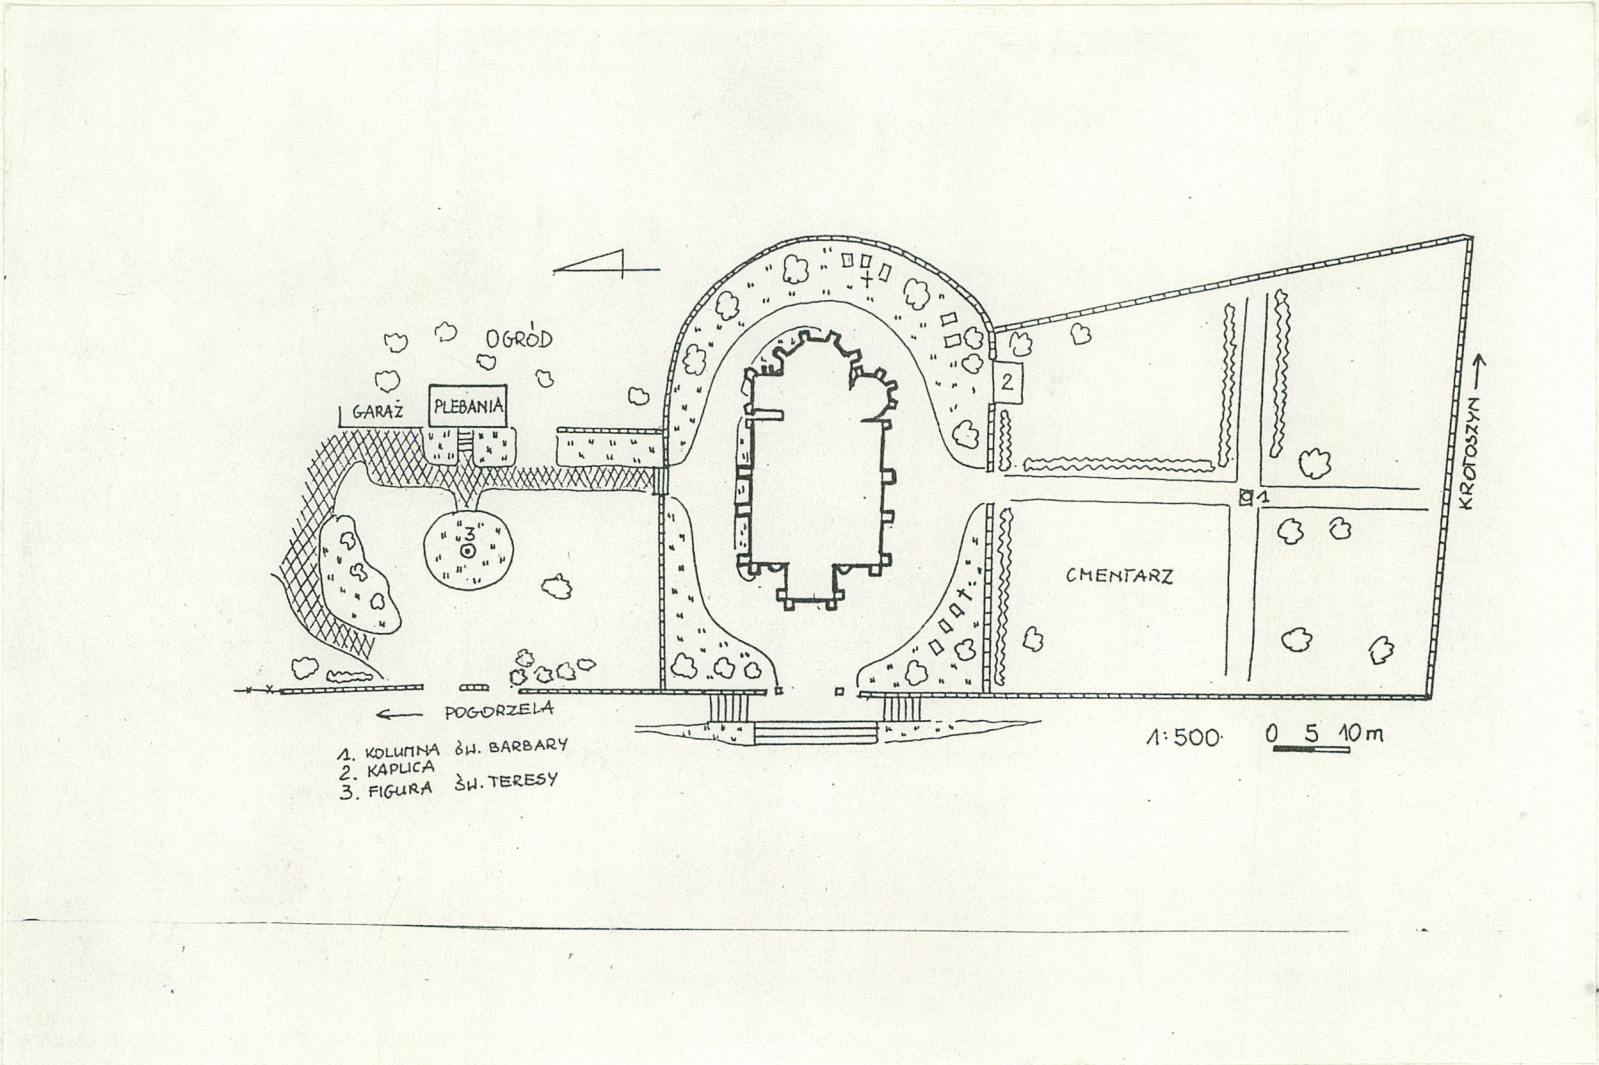 OGRÓD
GARAŻ
PLEBANIA
2
KROTOSZYN
1
3
CMENTARZ
POGORZELA
1:500
0 5 10m
1. KOLUMNA ŚW. BARBARY
2. KAPLICA
3. FIGURA ŚW. TERESY